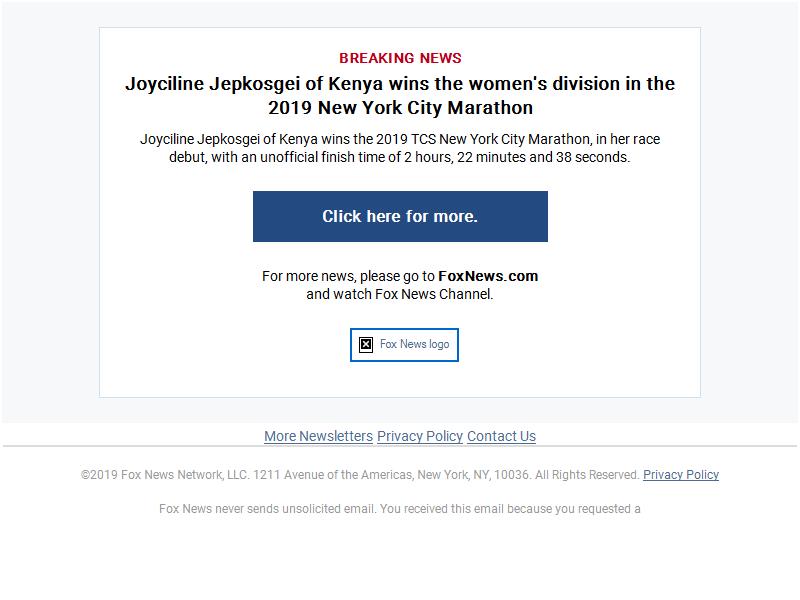 BREAKING NEWS
Joyciline Jepkosgei of Kenya wins the women's division in the
2019 New York City Marathon
Joyciline Jepkosgei of Kenya wins the 2019 TCS New York City Marathon, in her race
debut, with an unofficial finish time of 2 hours, 22 minutes and 38 seconds.
Click here for more.
For more news, please go to FoxNews.com
and watch Fox News Channel.
Fox News logo
More Newsletters Privacy Policy Contact Us
©2019 Fox News Network, LLC. 1211 Avenue of the Americas, New York, NY, 10036. All Rights Reserved. Privacy Policy
Fox News never sends unsolicited email. You received this email because you requested a